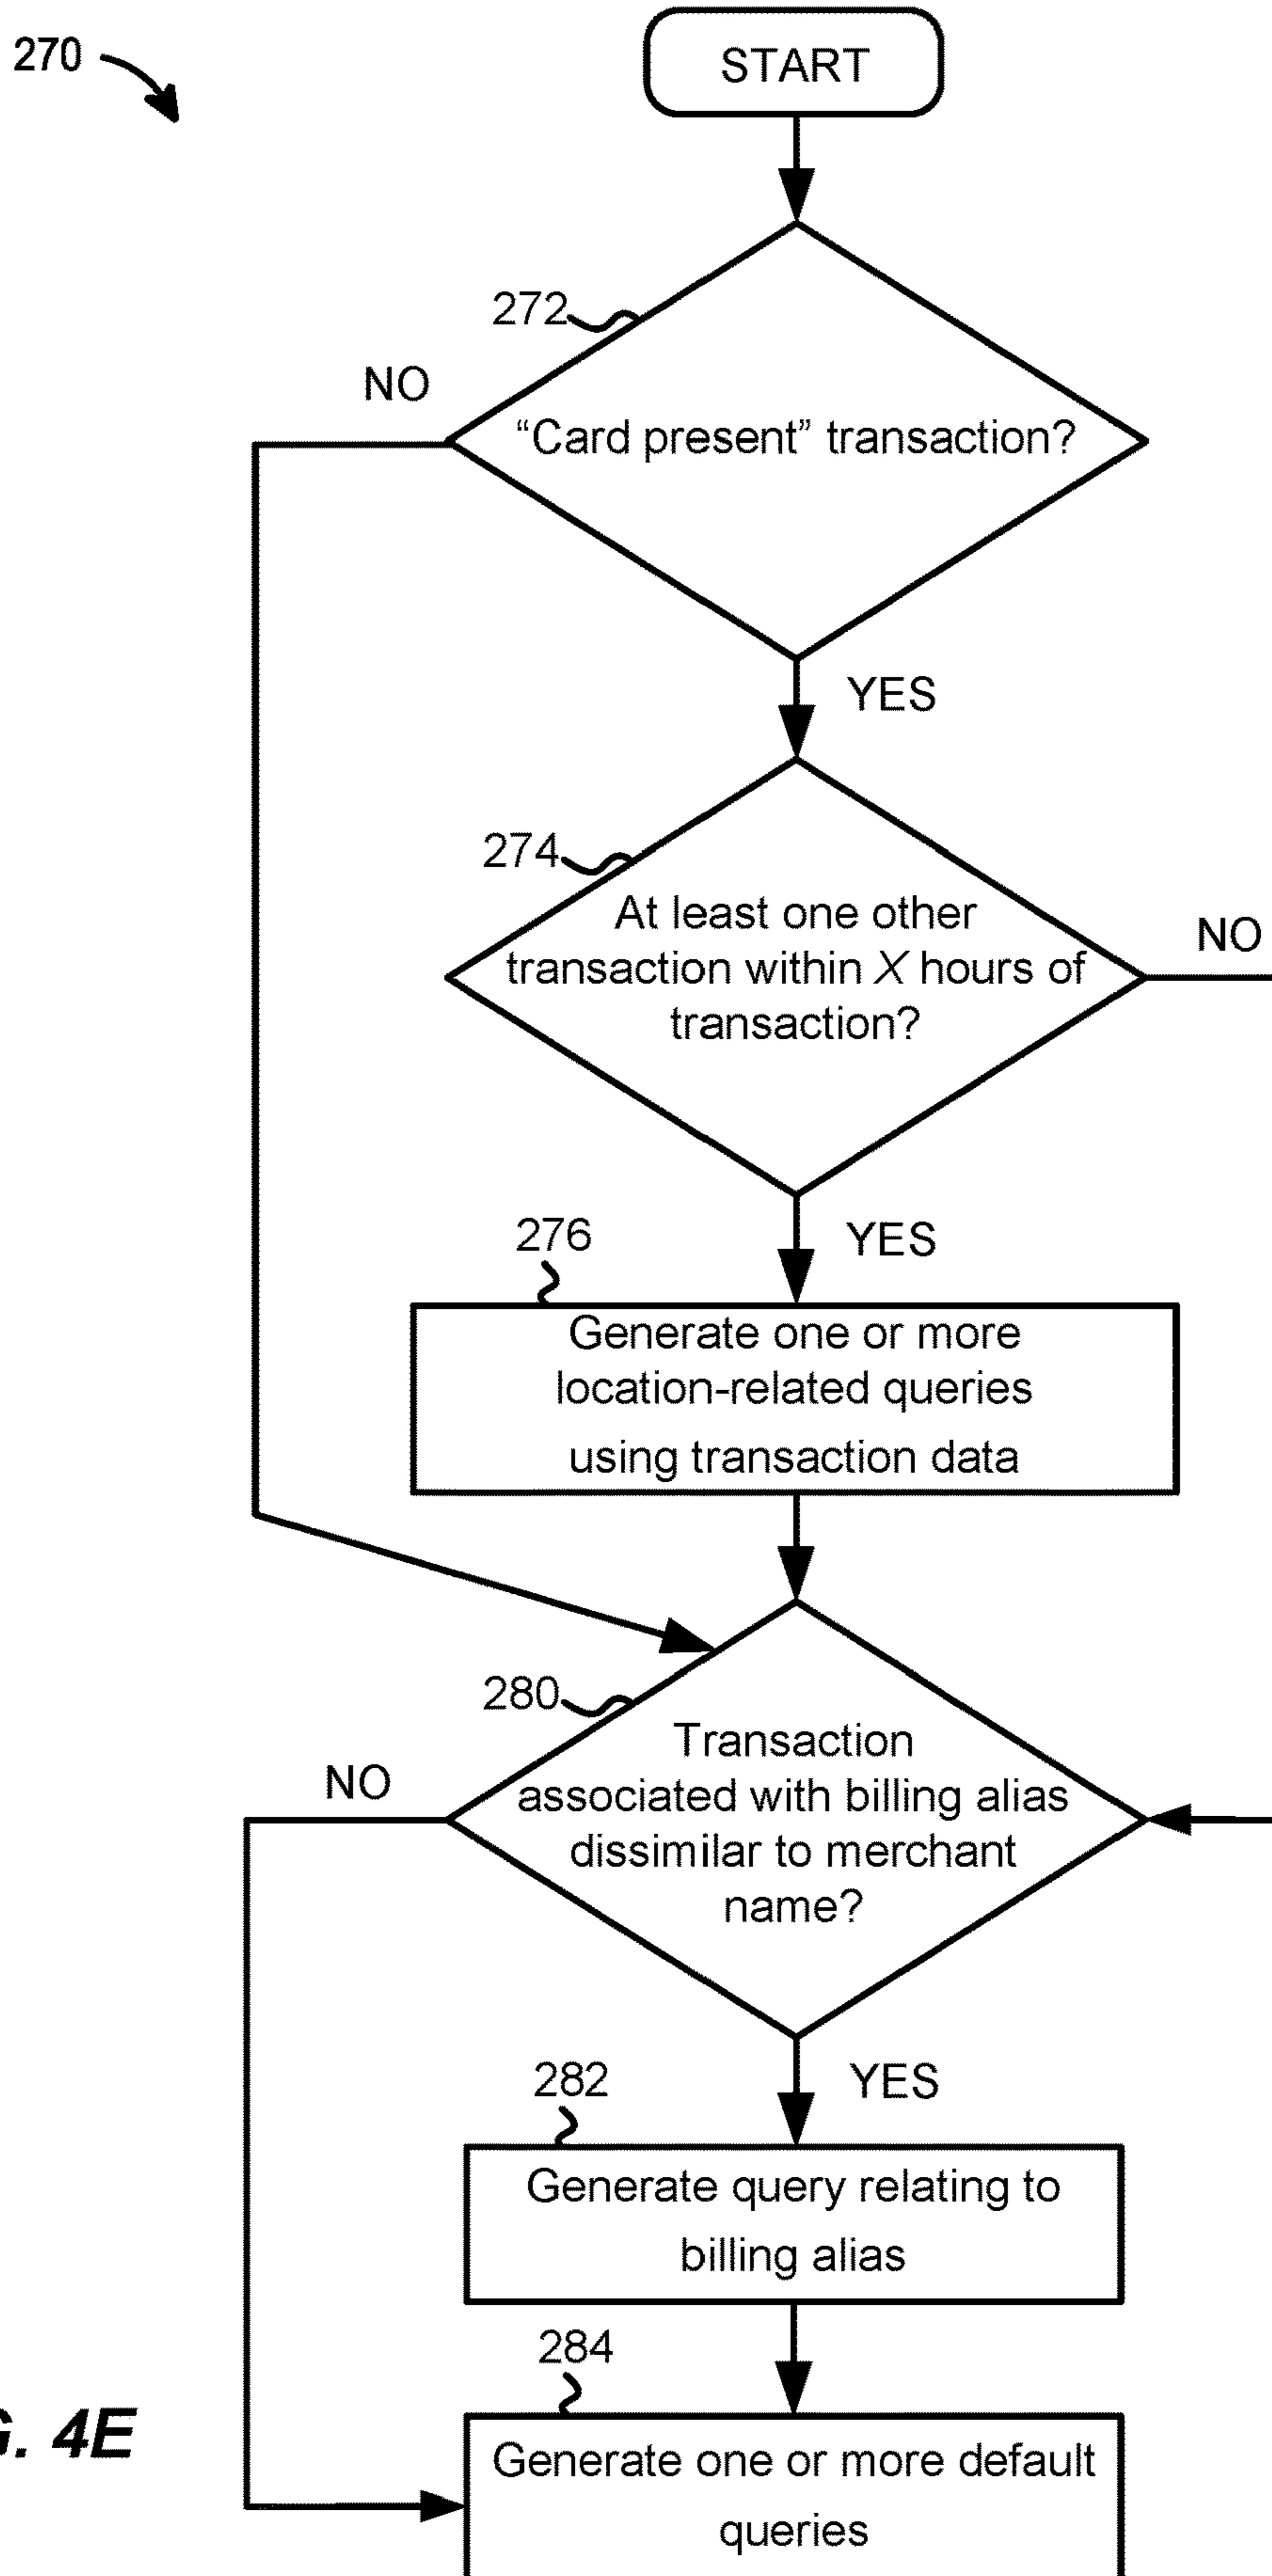 270
START
272
NO
“Card present” transaction?
YES
274
At least one other
transaction within X hours of
transaction?
NO
276
YES
Generate one or more
location-related queries
using transaction data
280
Transaction
associated with billing alias
dissimilar to merchant
name?
NO
282
YES
Generate query relating to
billing alias
284
G. 4E
Generate one or more default
queries